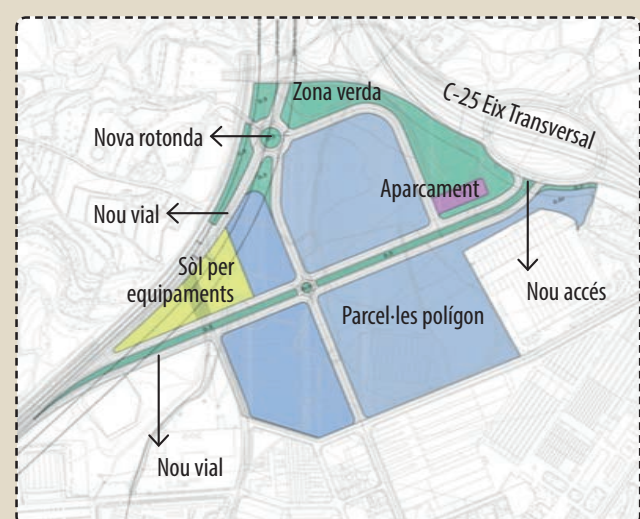 Zona verda
C-25 Eix Transversal
Nova rotonda
Aparcament
Nou vial
Sòl per
equipaments
Nou accés
Parcel·les polígon
Nou vial